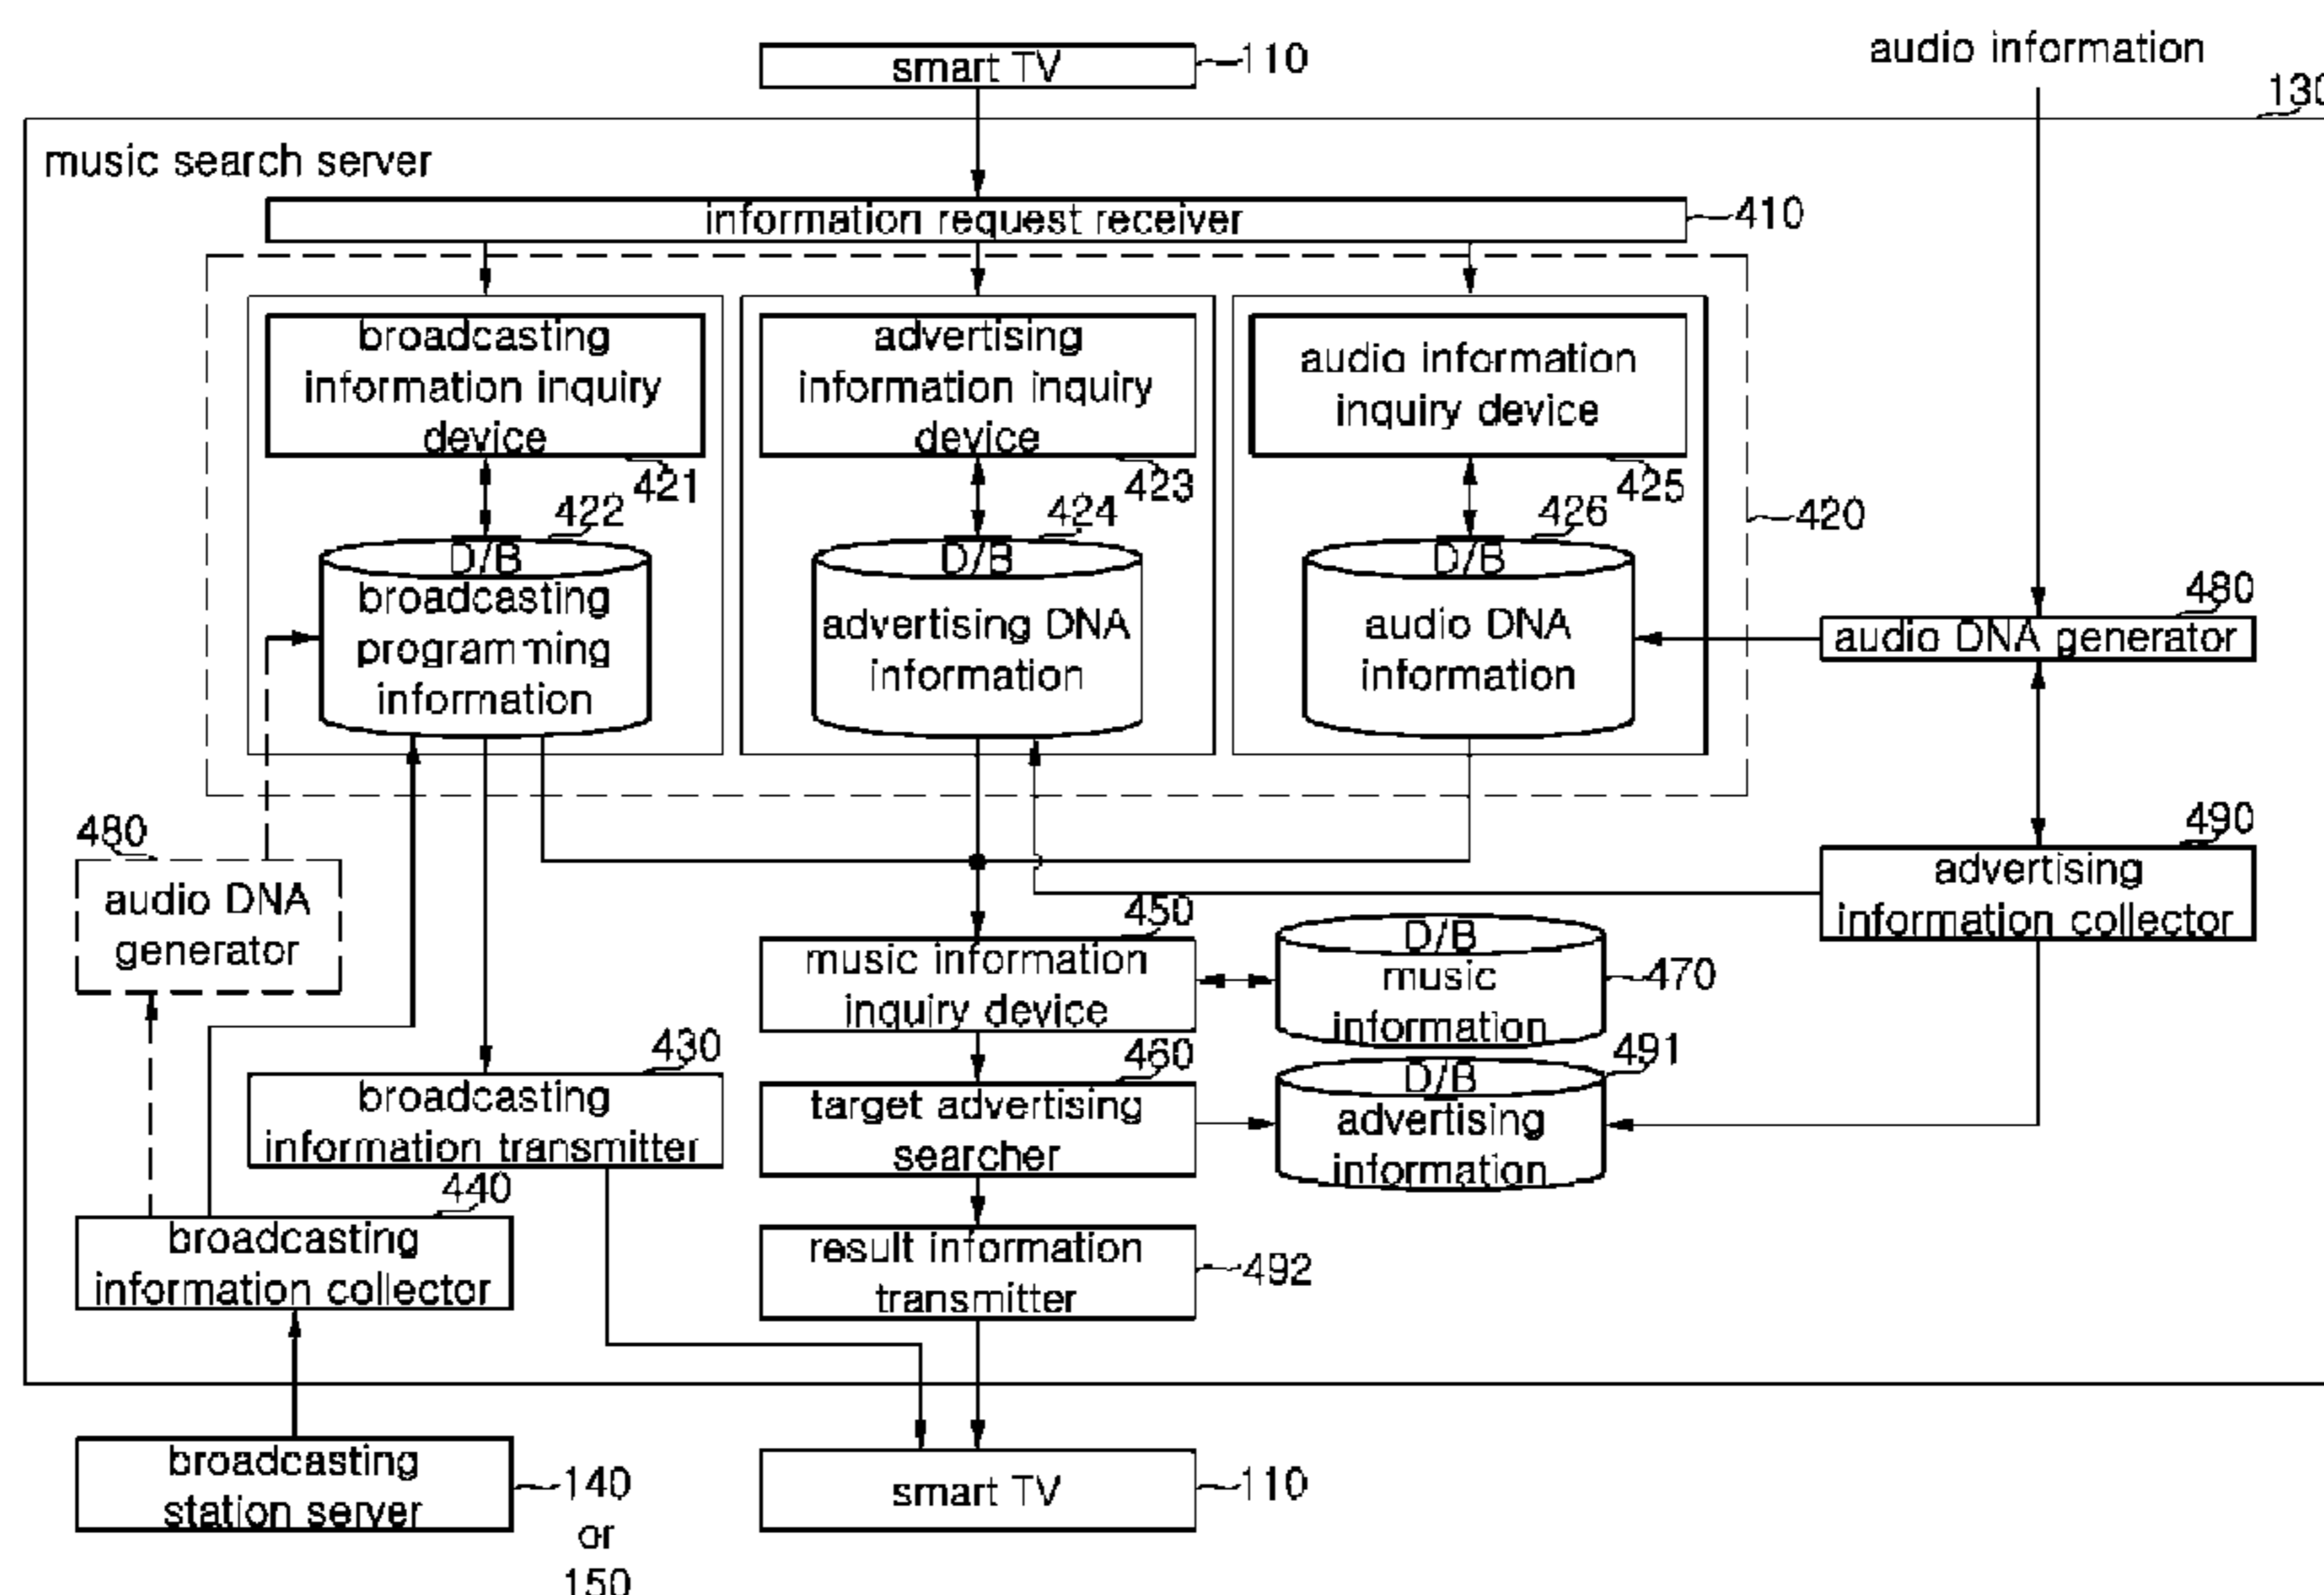 smart TV
110
audio information
130
music search server
information request receiver
410
broadcasting
information inquiry
device
421
advertising
information inquiry
device
423
audio information
inquiry device
425
420
422
D/B
broadcasting
programming
information
424
D/B
advertising DNA
information
426
D/B
audio DNA
information
480
audio DNA generator
480
audio DNA
generator
490
advertising
information collector
450
music information
inquiry device
D/B
music
information
470
430
broadcasting
information transmitter
460
target advertising
searcher
491
D/B
advertising
information
440
broadcasting
information collector
result information
transmitter
492
broadcasting
station server
140
or
150
smart TV
110